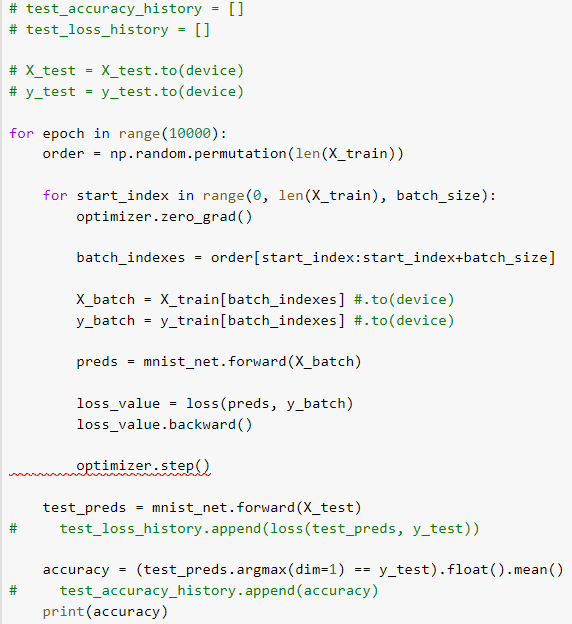 # test_accuracy_history = []
# test_loss_history = []
# X_test = X_test.to(device)
# y_test = y_test.to(device)
for epoch in range(10000):
    order = np.random.permutation(len(X_train))
    for start_index in range(0, len(X_train), batch_size):
        optimizer.zero_grad()
        batch_indexes = order[start_index:start_index+batch_size]
        X_batch = X_train[batch_indexes] #.to(device)
        y_batch = y_train[batch_indexes] #.to(device)
        preds = mnist_net.forward(X_batch)
        loss_value = loss(preds, y_batch)
        loss_value.backward()
        optimizer.step()
    test_preds = mnist_net.forward(X_test)
#     test_loss_history.append(loss(test_preds, y_test))
    accuracy = (test_preds.argmax(dim=1) == y_test).float().mean()
#     test_accuracy_history.append(accuracy)
    print(accuracy)